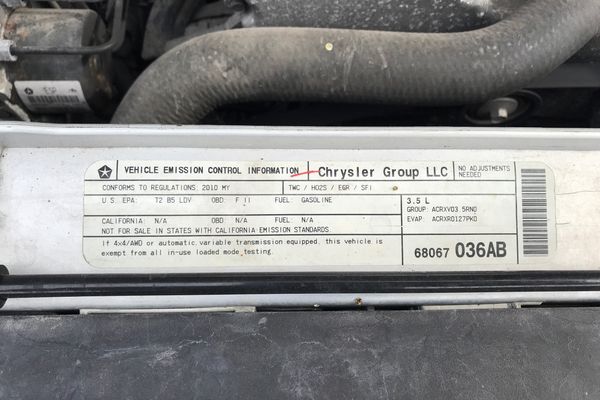 VEHICLE EMISSION CONTROL INFORMATION Chrysler Group LLC NO ADJUSTMENTS NEEDED
CONFORMS TO REGULATIONS: 2010 MY TWC / HO2S / EGR / SFI
U.S. EPA: T2 B5 LDV OBD: F II FUEL: GASOLINE 3.5 L
GROUP: ACRXV03.5RN0
CALIFORNIA: N/A OBD: N/A FUEL: N/A EVAP: ACRXR0127PK0
NOT FOR SALE IN STATES WITH CALIFORNIA EMISSION STANDARDS.
If 4x4/AWD or automatic variable transmission equipped, this vehicle is
exempt from all in-use loaded mode testing. 68067 036AB